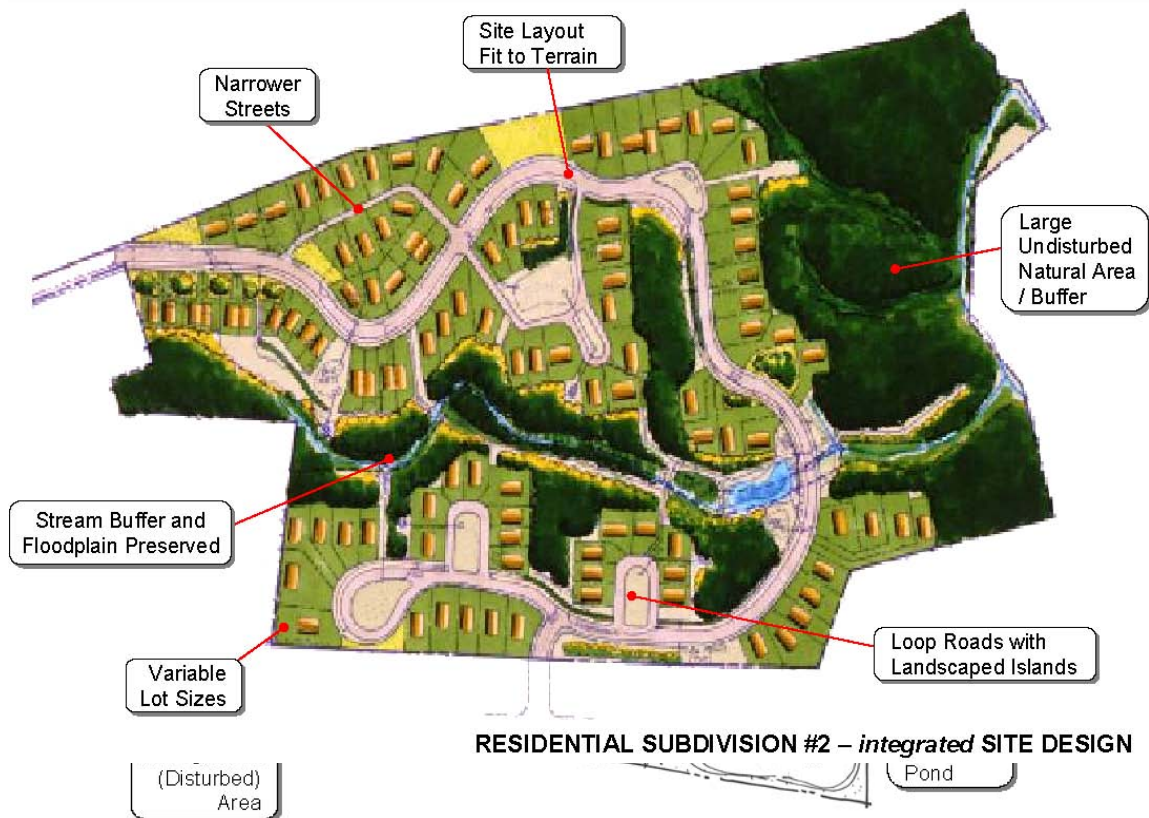 Site Layout
Fit to Terrain
Narrower
Streets
Large
Undisturbed
Natural Area
/ Buffer
Stream Buffer and
Floodplain Preserved
Variable
Lot Sizes
Loop Roads with
Landscaped Islands
RESIDENTIAL SUBDIVISION #2 – integrated SITE DESIGN
(Disturbed)
Area
Pond